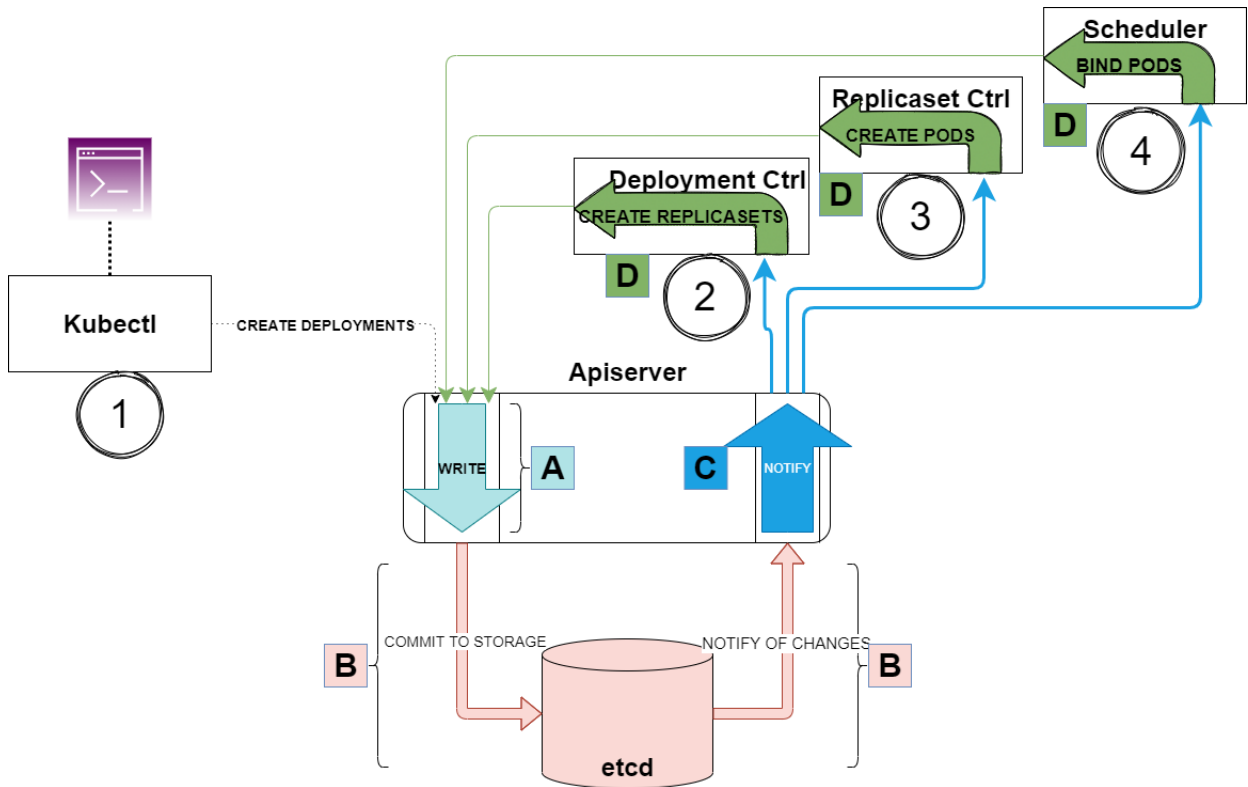 Scheduler
BIND PODS
D
4
Replicaset Ctrl
CREATE PODS
D
3
Deployment Ctrl
CREATE REPLICASETS
D
2
Kubectl
CREATE DEPLOYMENTS
1
Apiserver
WRITE
A
C
NOTIFY
B
COMMIT TO STORAGE
NOTIFY OF CHANGES
B
etcd